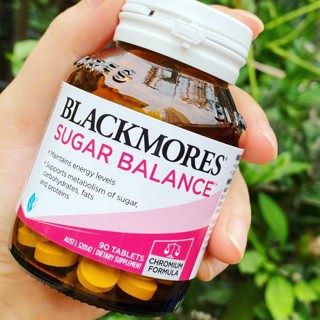 BLACKMORES®
SUGAR BALANCE™
• Maintains energy levels
• Supports metabolism of sugar,
carbohydrates, fats
and proteins
90 TABLETS
DIETARY SUPPLEMENT
CHROMIUM
FORMULA